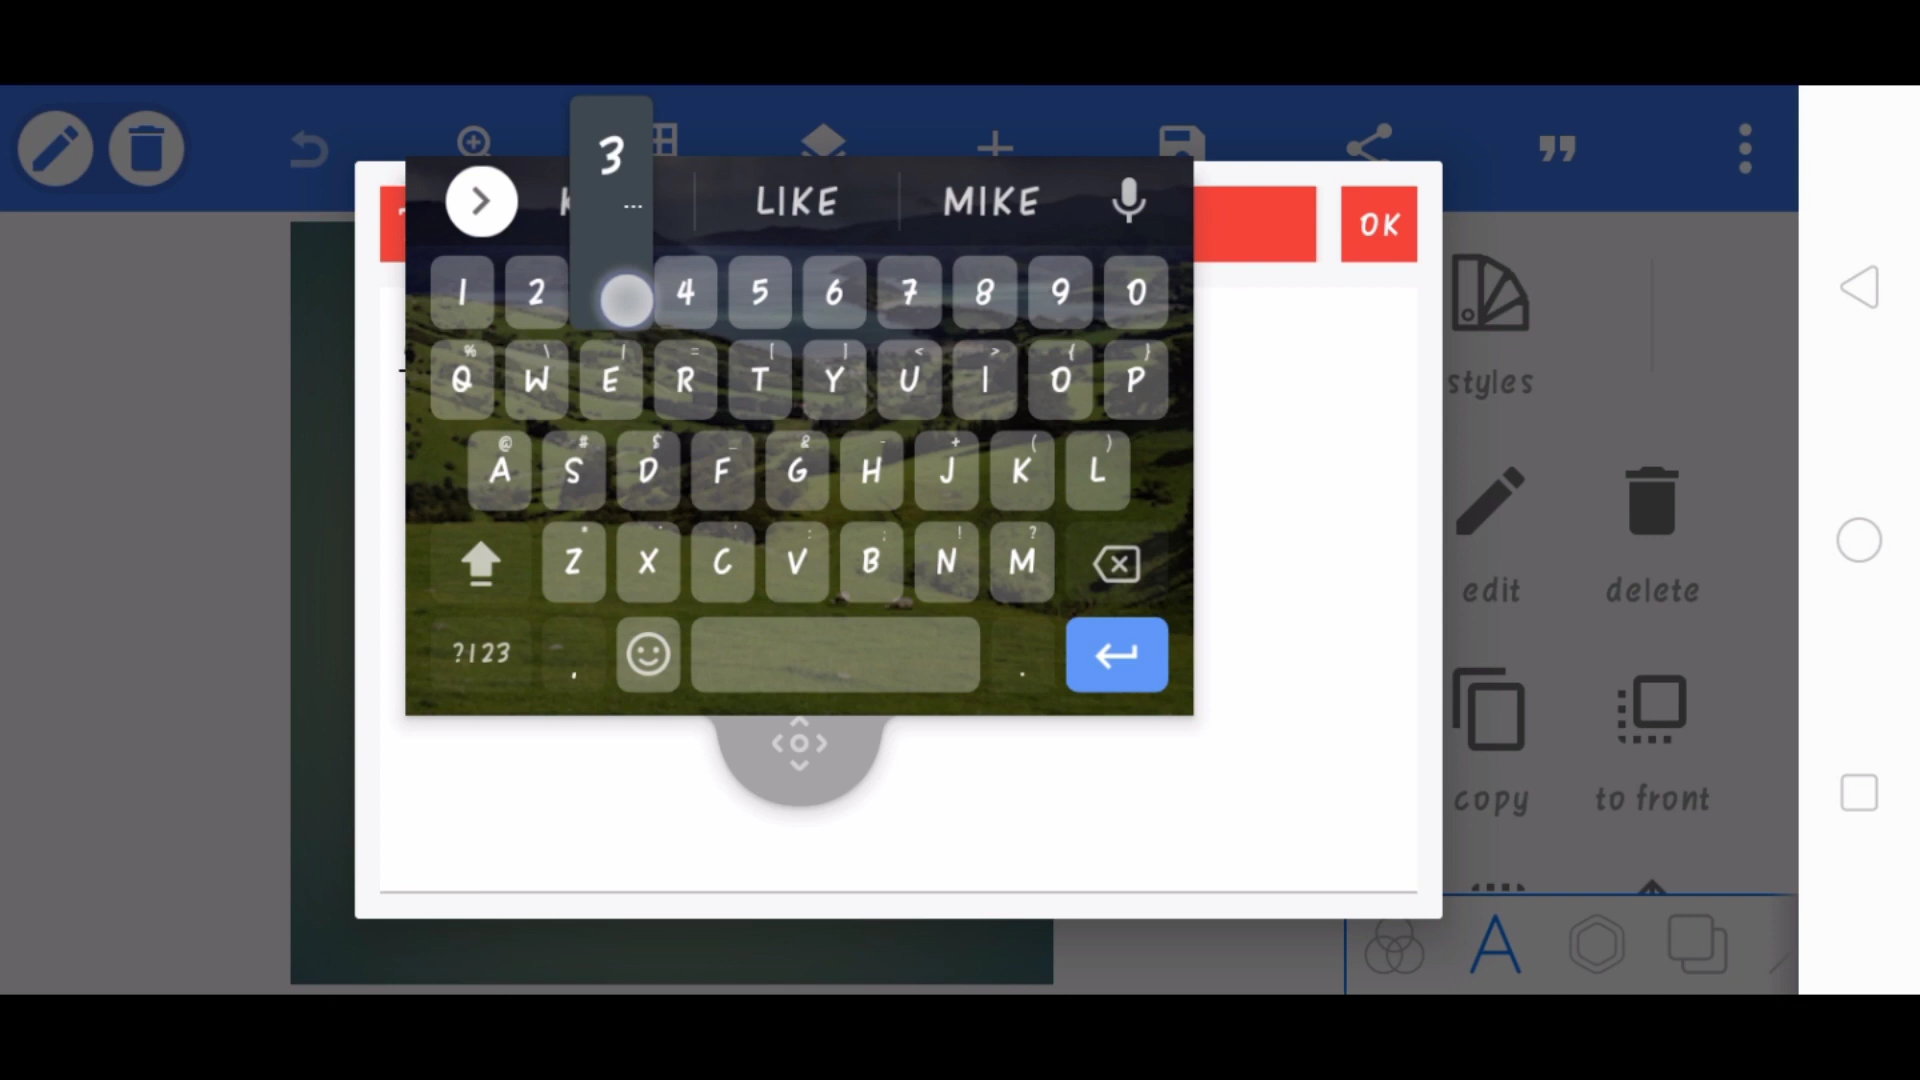 3
...
LIKE MIKE
OK
1 2 4 5 6 7 8 9 0
% \ | = [ ] < > { }
Q W E R T Y U I O P
styles
@ # $ _ & - + ( )
A S D F G H J K L
* : ; ! ?
Z X C V B N M
edit delete
?123 , .
copy to front
A